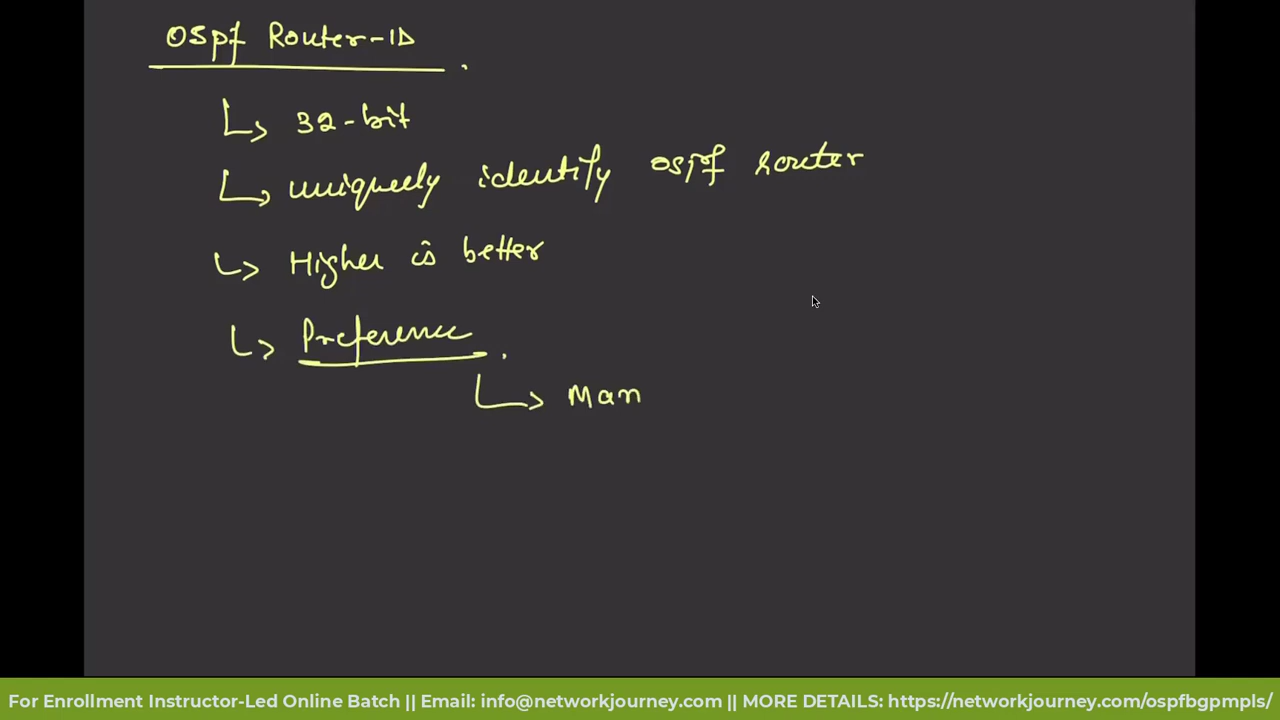 OSpf Router-ID
↳ 32-bit
↳ uniquely identify ospf router
↳ Higher is better
↳ Preference.
↳ Man
For Enrollment Instructor-Led Online Batch || Email: info@networkjourney.com || MORE DETAILS: https://networkjourney.com/ospfbgpmpls/